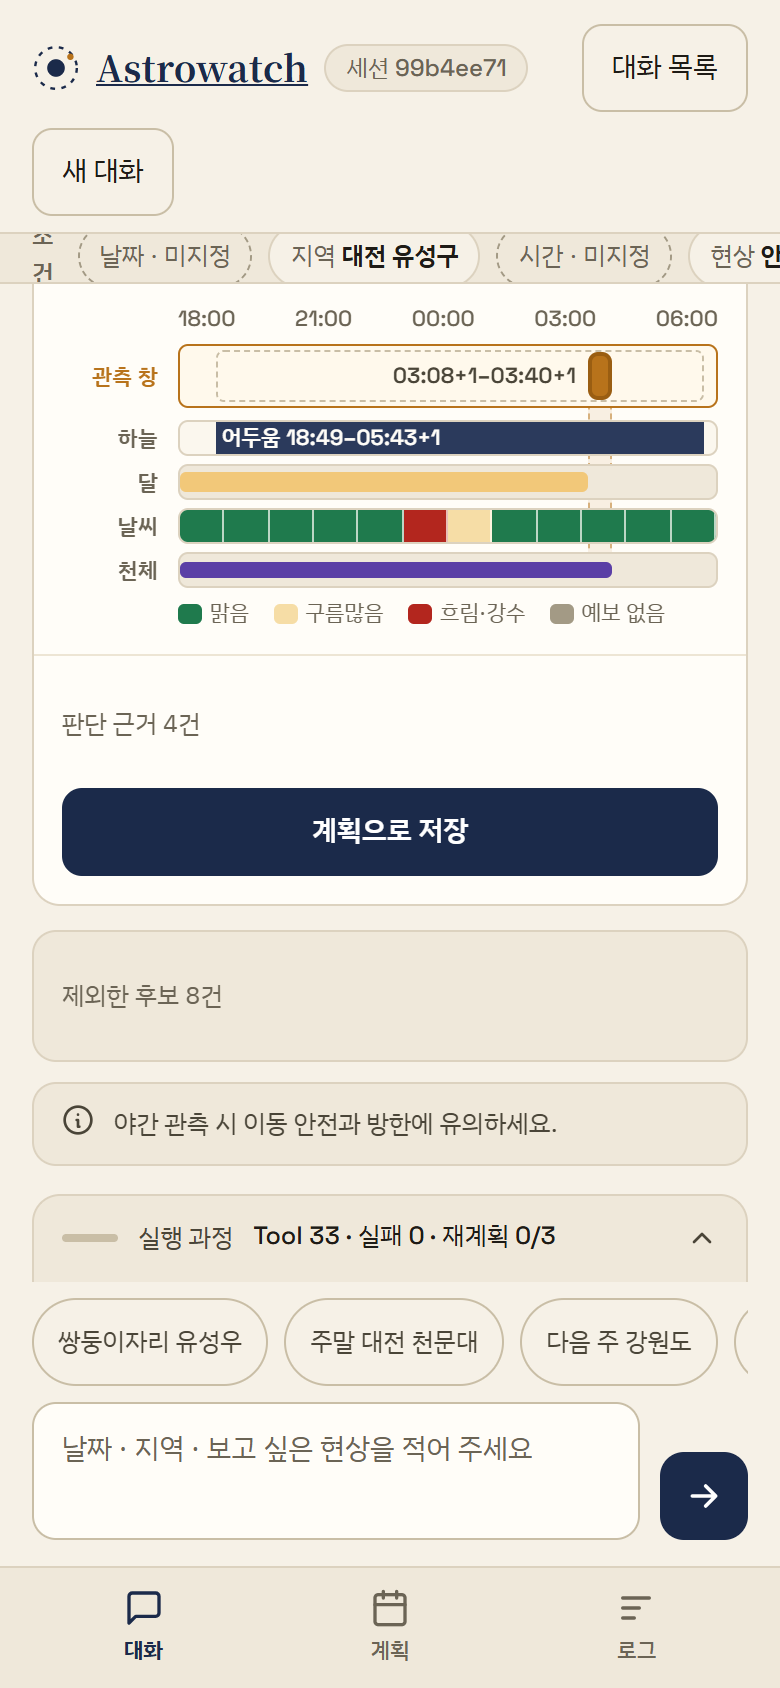 Astrowatch
세션 99b4ee71
대화 목록
새 대화
조건
날짜 · 미지정
지역 대전 유성구
시간 · 미지정
현상
18:00 21:00 00:00 03:00 06:00
관측 창
03:08+1–03:40+1
하늘
어두움 18:49–05:43+1
달
날씨
천체
맑음 구름많음 흐림·강수 예보 없음
판단 근거 4건
계획으로 저장
제외한 후보 8건
야간 관측 시 이동 안전과 방한에 유의하세요.
실행 과정 Tool 33 · 실패 0 · 재계획 0/3
쌍둥이자리 유성우
주말 대전 천문대
다음 주 강원도
날짜 · 지역 · 보고 싶은 현상을 적어 주세요
대화 계획 로그